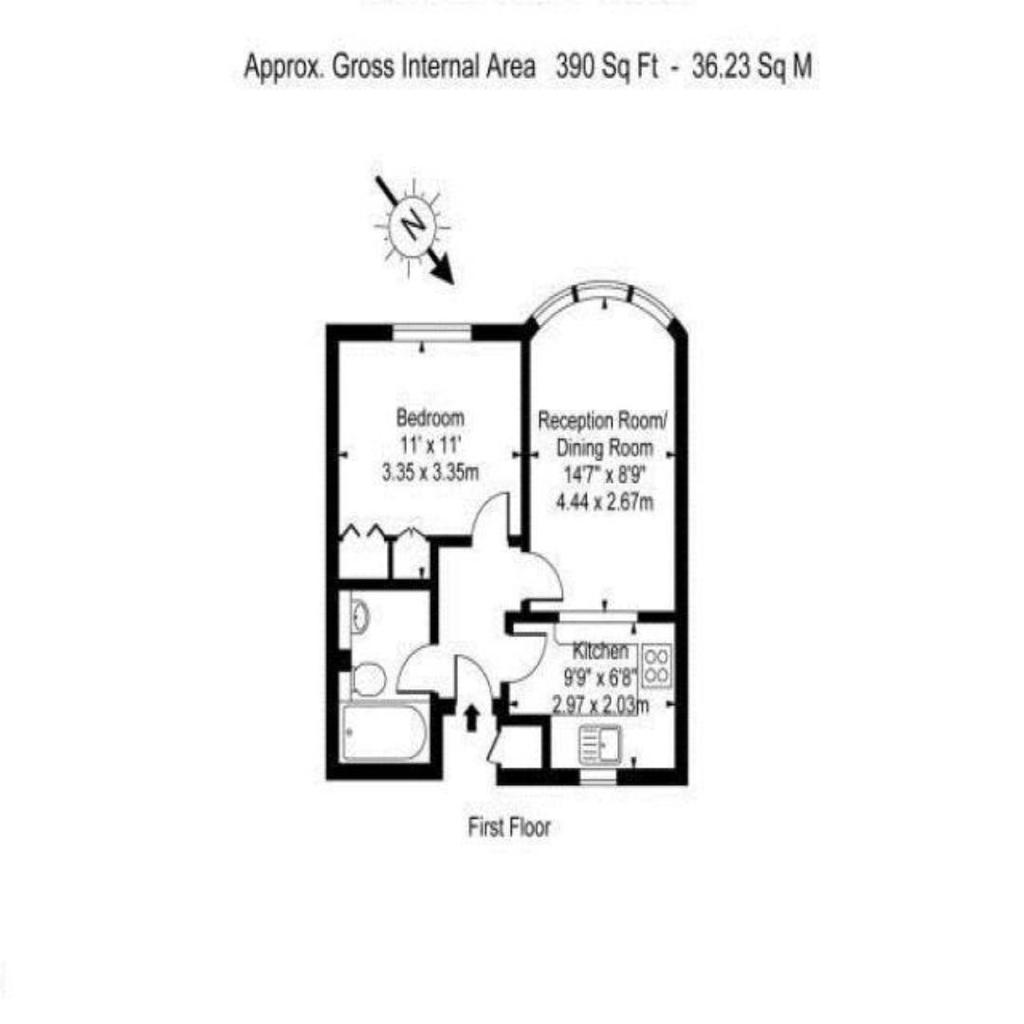 Approx. Gross Internal Area 390 Sq Ft - 36.23 Sq M
N
Bedroom
11' x 11'
3.35 x 3.35m
Reception Room/
Dining Room
14'7" x 8'9"
4.44 x 2.67m
Kitchen
9'9" x 6'8"
2.97 x 2.03m
First Floor